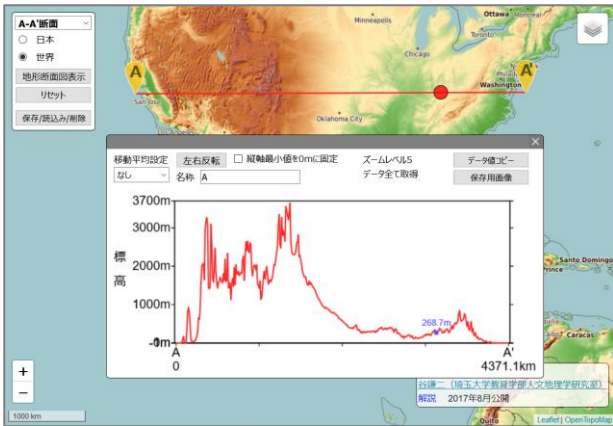 A-A'断面
日本
世界
地形断面図表示
リセット
保存/読込み/削除
Minneapolis
Ottawa
Montreal
Toronto
Chicago
Washington
San Jose
Oklahoma City
A
A'
移動平均設定
左右反転
縦軸最小値を0mに固定
ズームレベル5
データ値コピー
なし
名称
A
データ全て取得
保存用画像
3700m
3000m
標高
2000m
1000m
-0m
268.7m
A
A'
0
4371.1km
Santo Domingo
Caracas
Quito
+
−
1000 km
谷謙二（埼玉大学教育学部人文地理学研究室）
解説 2017年8月公開
Leaflet | OpenTopoMap